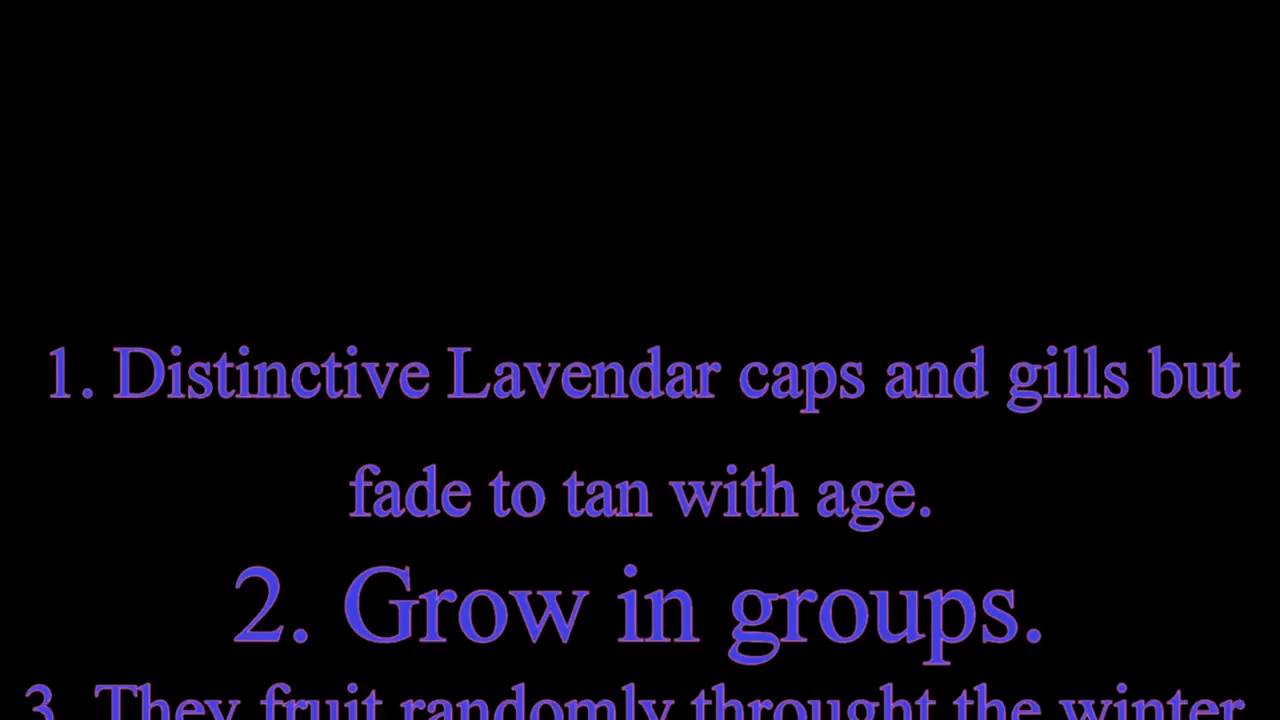 1. Distinctive Lavendar caps and gills but
fade to tan with age.
2. Grow in groups.
3. They fruit randomly throught the winter